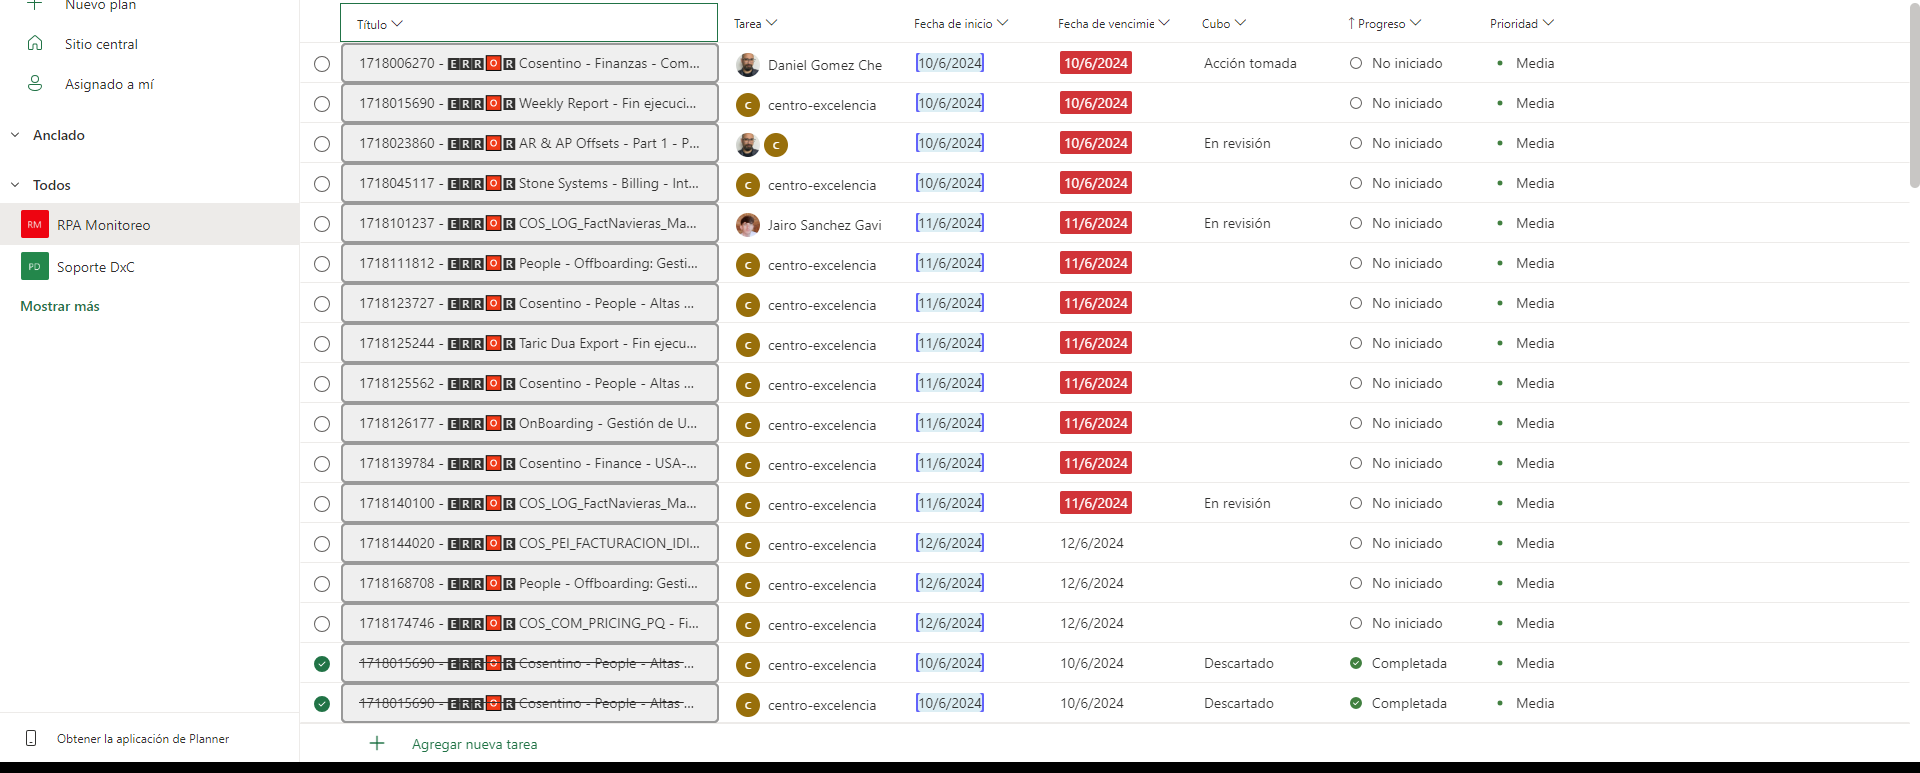 Nuevo plan
Sitio central
Asignado a mí
Anclado
Todos
RM RPA Monitoreo
PD Soporte DxC
Mostrar más
Obtener la aplicación de Planner
Título Tarea Fecha de inicio Fecha de vencimie Cubo ↑ Progreso Prioridad
1718006270 - ERROR Cosentino - Finanzas - Com... Daniel Gomez Che [10/6/2024] 10/6/2024 Acción tomada No iniciado Media
1718015690 - ERROR Weekly Report - Fin ejecuci... C centro-excelencia [10/6/2024] 10/6/2024 No iniciado Media
1718023860 - ERROR AR & AP Offsets - Part 1 - P... C [10/6/2024] 10/6/2024 En revisión No iniciado Media
1718045117 - ERROR Stone Systems - Billing - Int... C centro-excelencia [10/6/2024] 10/6/2024 No iniciado Media
1718101237 - ERROR COS_LOG_FactNavieras_Ma... Jairo Sanchez Gavi [11/6/2024] 11/6/2024 En revisión No iniciado Media
1718111812 - ERROR People - Offboarding: Gesti... C centro-excelencia [11/6/2024] 11/6/2024 No iniciado Media
1718123727 - ERROR Cosentino - People - Altas ... C centro-excelencia [11/6/2024] 11/6/2024 No iniciado Media
1718125244 - ERROR Taric Dua Export - Fin ejecu... C centro-excelencia [11/6/2024] 11/6/2024 No iniciado Media
1718125562 - ERROR Cosentino - People - Altas ... C centro-excelencia [11/6/2024] 11/6/2024 No iniciado Media
1718126177 - ERROR OnBoarding - Gestión de U... C centro-excelencia [11/6/2024] 11/6/2024 No iniciado Media
1718139784 - ERROR Cosentino - Finance - USA-... C centro-excelencia [11/6/2024] 11/6/2024 No iniciado Media
1718140100 - ERROR COS_LOG_FactNavieras_Ma... C centro-excelencia [11/6/2024] 11/6/2024 En revisión No iniciado Media
1718144020 - ERROR COS_PEI_FACTURACION_IDI... C centro-excelencia [12/6/2024] 12/6/2024 No iniciado Media
1718168708 - ERROR People - Offboarding: Gesti... C centro-excelencia [12/6/2024] 12/6/2024 No iniciado Media
1718174746 - ERROR COS_COM_PRICING_PQ - Fi... C centro-excelencia [12/6/2024] 12/6/2024 No iniciado Media
1718015690 - ERROR Cosentino - People - Altas ... C centro-excelencia [10/6/2024] 10/6/2024 Descartado Completada Media
1718015690 - ERROR Cosentino - People - Altas ... C centro-excelencia [10/6/2024] 10/6/2024 Descartado Completada Media
Agregar nueva tarea